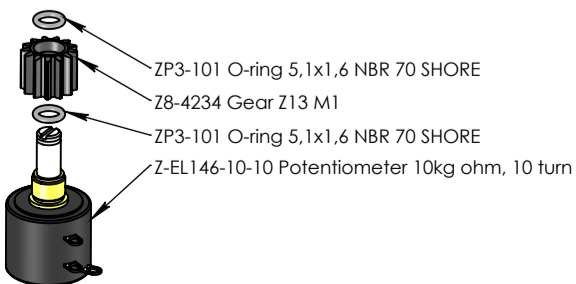 ZP3-101 O-ring 5,1x1,6 NBR 70 SHORE
Z8-4234 Gear Z13 M1
ZP3-101 O-ring 5,1x1,6 NBR 70 SHORE
Z-EL146-10-10 Potentiometer 10kg ohm, 10 turn